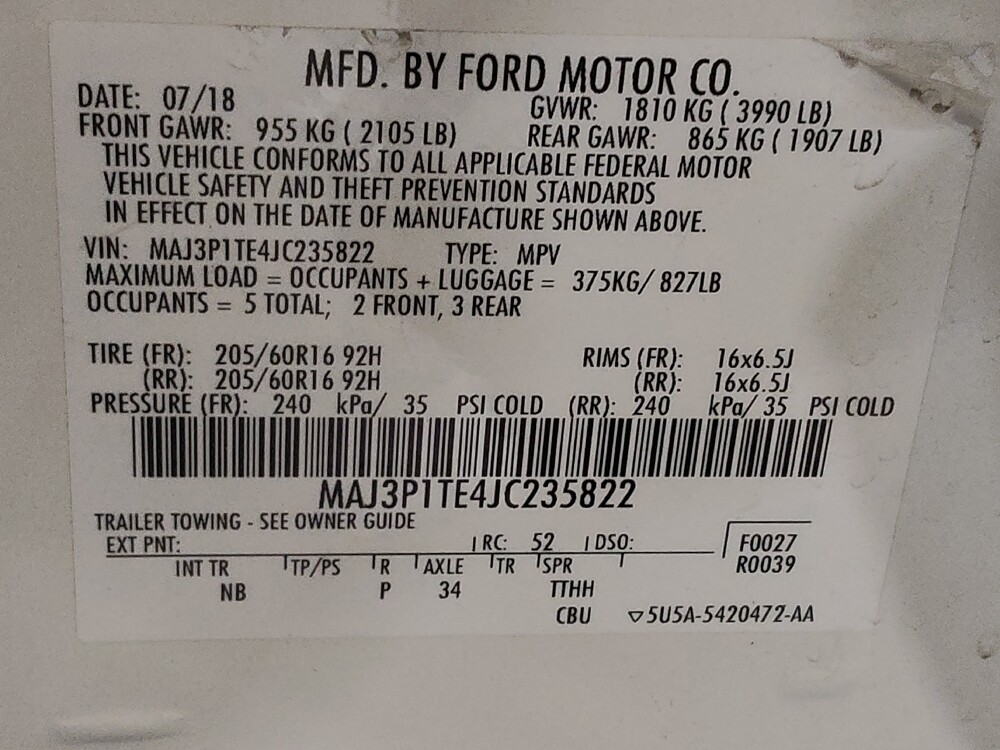 MFD. BY FORD MOTOR CO.
DATE: 07/18 GVWR: 1810 KG ( 3990 LB)
FRONT GAWR: 955 KG ( 2105 LB) REAR GAWR: 865 KG ( 1907 LB)
THIS VEHICLE CONFORMS TO ALL APPLICABLE FEDERAL MOTOR
VEHICLE SAFETY AND THEFT PREVENTION STANDARDS
IN EFFECT ON THE DATE OF MANUFACTURE SHOWN ABOVE.
VIN: MAJ3P1TE4JC235822 TYPE: MPV
MAXIMUM LOAD = OCCUPANTS + LUGGAGE = 375KG/ 827LB
OCCUPANTS = 5 TOTAL; 2 FRONT, 3 REAR
TIRE (FR): 205/60R16 92H RIMS (FR): 16x6.5J
(RR): 205/60R16 92H (RR): 16x6.5J
PRESSURE (FR): 240 kPa/ 35 PSI COLD (RR): 240 kPa/ 35 PSI COLD
MAJ3P1TE4JC235822
TRAILER TOWING - SEE OWNER GUIDE
EXT PNT: RC: 52 DSO: F0027
INT TR TP/PS R AXLE TR SPR R0039
NB P 34 TTHH
CBU ▽5U5A-5420472-AA